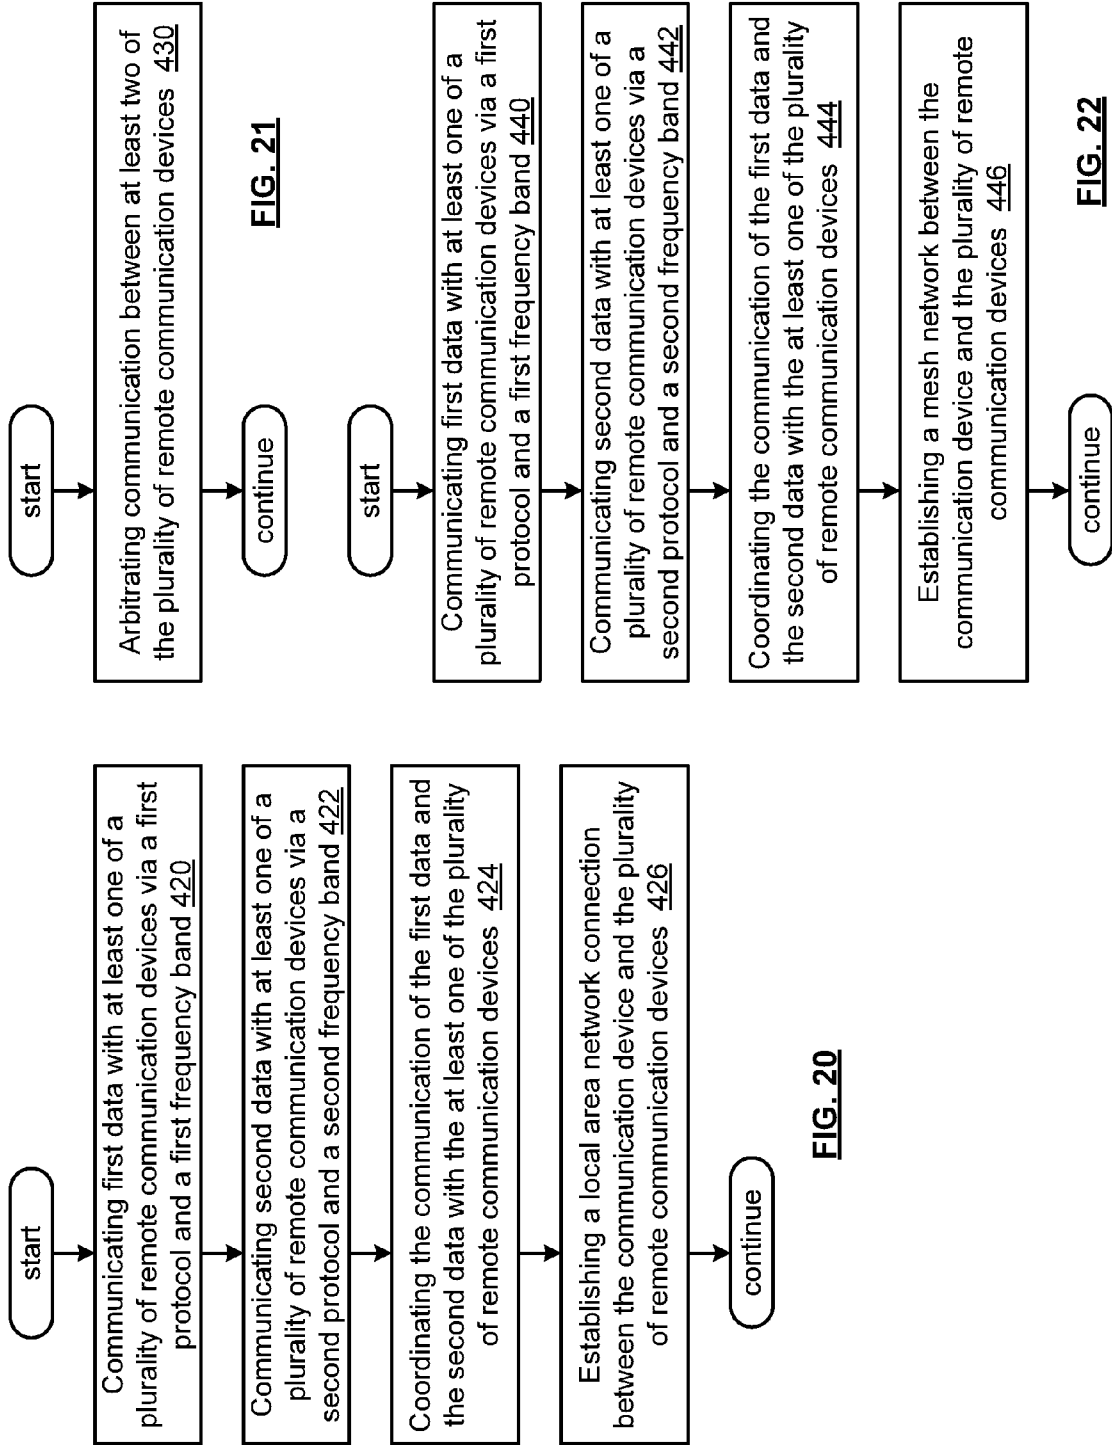 start
Communicating first data with at least one of a
plurality of remote communication devices via a first
protocol and a first frequency band 420
Communicating second data with at least one of a
plurality of remote communication devices via a
second protocol and a second frequency band 422
Coordinating the communication of the first data and
the second data with the at least one of the plurality
of remote communication devices 424
Establishing a local area network connection
between the communication device and the plurality
of remote communication devices 426
continue
FIG. 20
start
Arbitrating communication between at least two of
the plurality of remote communication devices 430
continue
FIG. 21
start
Communicating first data with at least one of a
plurality of remote communication devices via a first
protocol and a first frequency band 440
Communicating second data with at least one of a
plurality of remote communication devices via a
second protocol and a second frequency band 442
Coordinating the communication of the first data and
the second data with the at least one of the plurality
of remote communication devices 444
Establishing a mesh network between the
communication device and the plurality of remote
communication devices 446
continue
FIG. 22